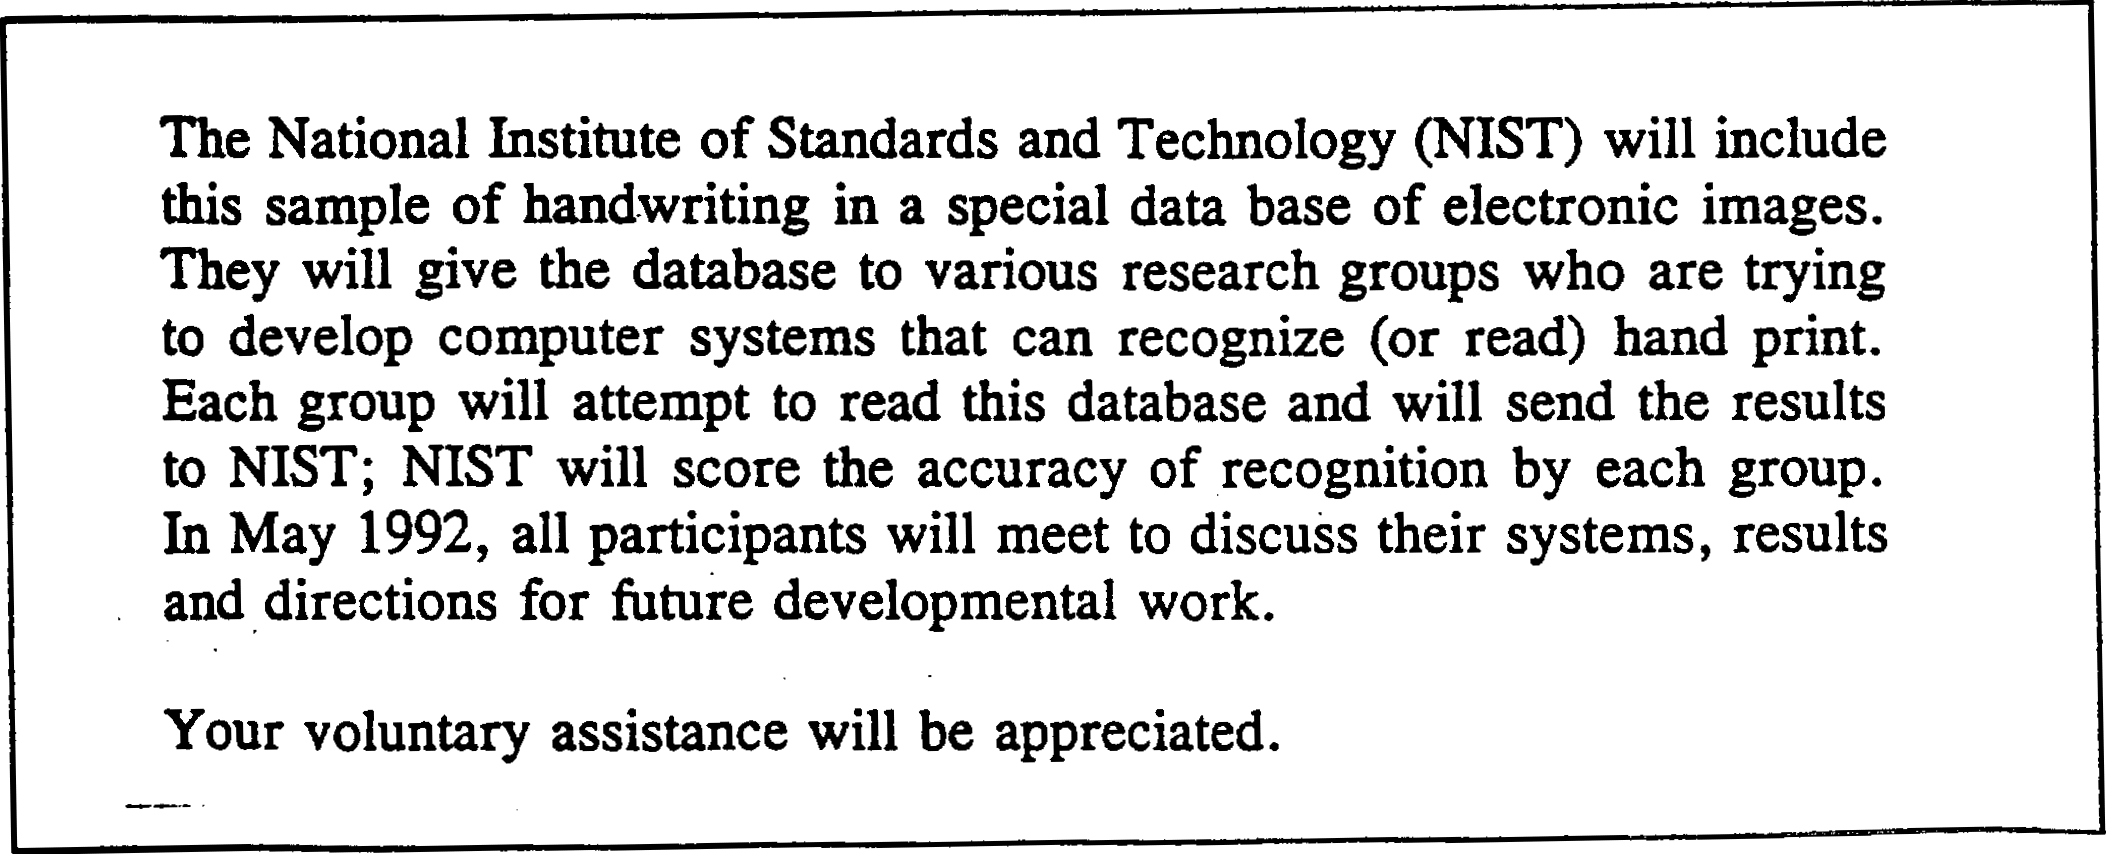 The National Institute of Standards and Technology (NIST) will include
this sample of handwriting in a special data base of electronic images.
They will give the database to various research groups who are trying
to develop computer systems that can recognize (or read) hand print.
Each group will attempt to read this database and will send the results
to NIST; NIST will score the accuracy of recognition by each group.
In May 1992, all participants will meet to discuss their systems, results
and directions for future developmental work.
Your voluntary assistance will be appreciated.